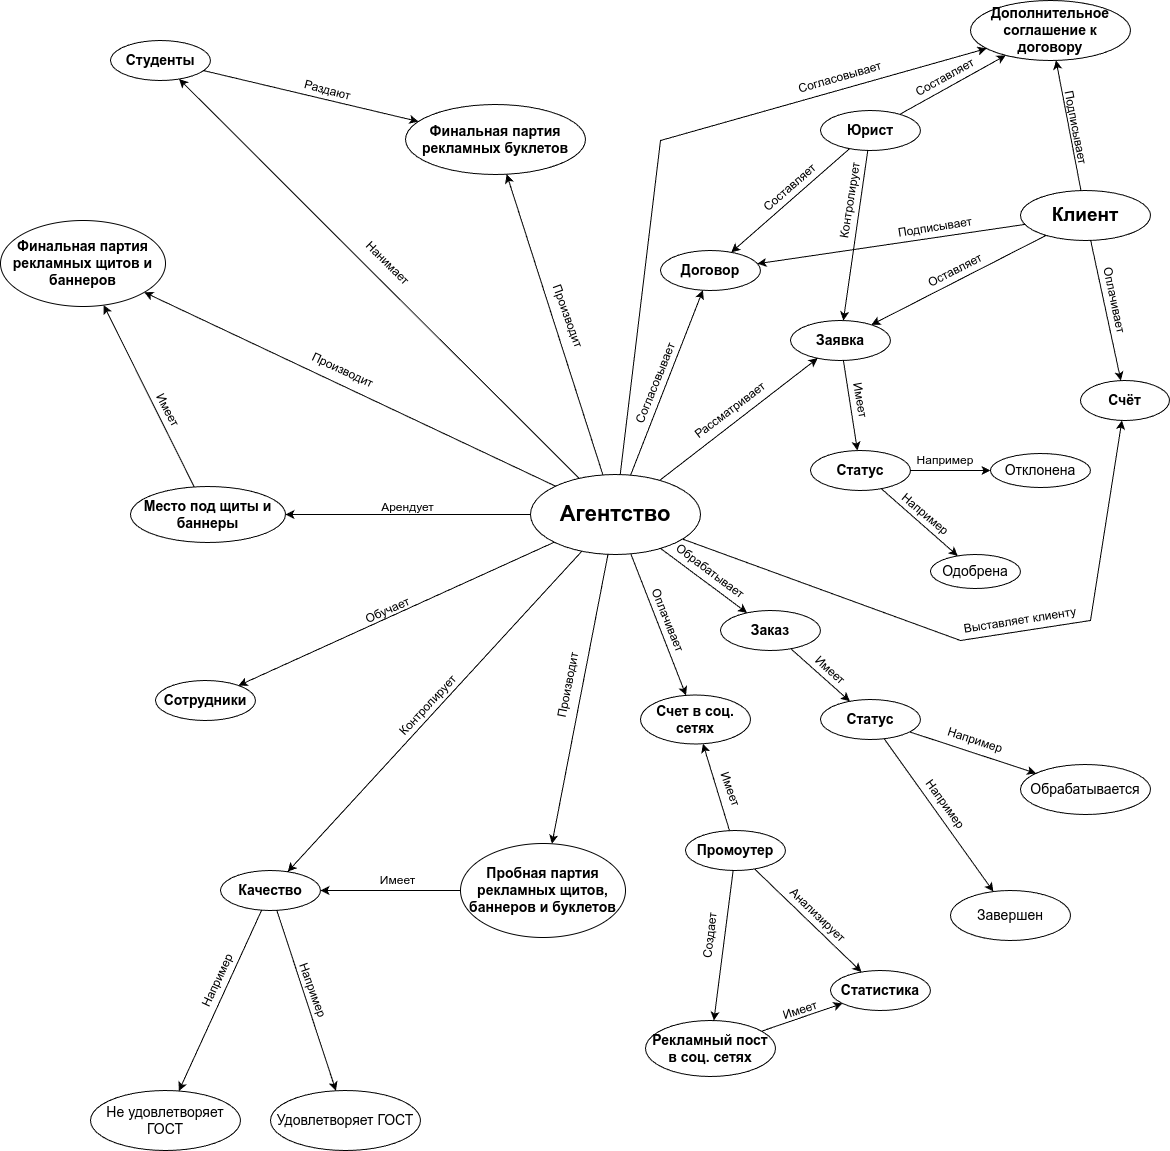 Дополнительное
соглашение к
договору
Студенты
Согласовывает
Составляет
Раздают
Подписывает
Финальная партия
рекламных буклетов
Юрист
Составляет
Контролирует
Клиент
Подписывает
Финальная партия
рекламных щитов и
баннеров
Нанимает
Договор
Оставляет
Оплачивает
Производит
Заявка
Производит
Согласовывает
Рассматривает
Имеет
Счёт
Имеет
Статус
Например
Отклонена
Место под щиты и
баннеры
Арендует
Агентство
Например
Одобрена
Обрабатывает
Обучает
Оплачивает
Заказ
Выставляет клиенту
Имеет
Сотрудники
Контролирует
Производит
Счет в соц.
сетях
Статус
Например
Имеет
Например
Обрабатывается
Промоутер
Качество
Имеет
Пробная партия
рекламных щитов,
баннеров и буклетов
Создает
Анализирует
Завершен
Например
Например
Статистика
Имеет
Рекламный пост
в соц. сетях
Не удовлетворяет
ГОСТ
Удовлетворяет ГОСТ